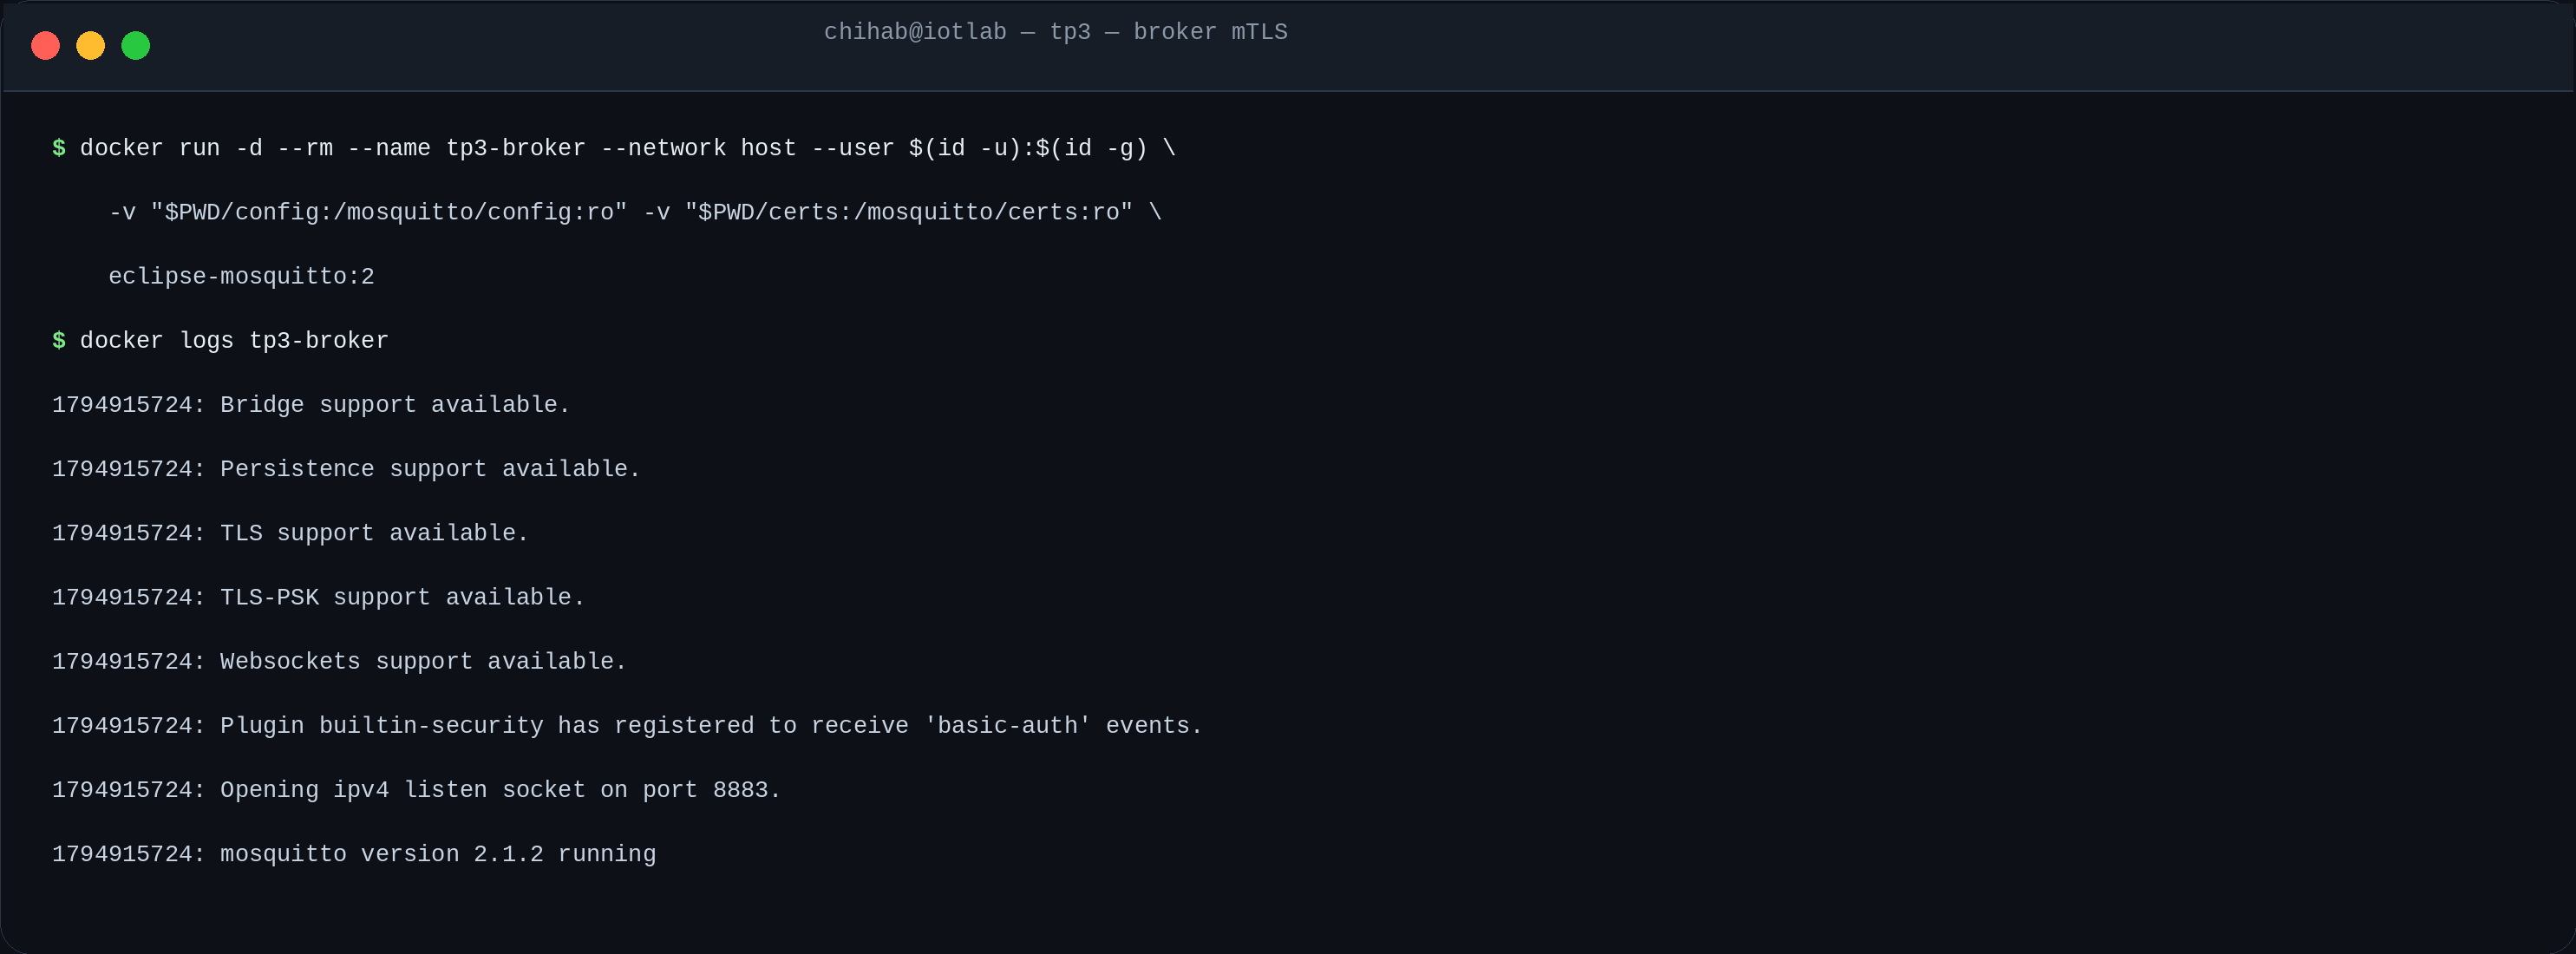 chihab@iotlab — tp3 — broker mTLS
$ docker run -d --rm --name tp3-broker --network host --user $(id -u):$(id -g) \
-v "$PWD/config:/mosquitto/config:ro" -v "$PWD/certs:/mosquitto/certs:ro" \
eclipse-mosquitto:2
$ docker logs tp3-broker
1794915724: Bridge support available.
1794915724: Persistence support available.
1794915724: TLS support available.
1794915724: TLS-PSK support available.
1794915724: Websockets support available.
1794915724: Plugin builtin-security has registered to receive 'basic-auth' events.
1794915724: Opening ipv4 listen socket on port 8883.
1794915724: mosquitto version 2.1.2 running